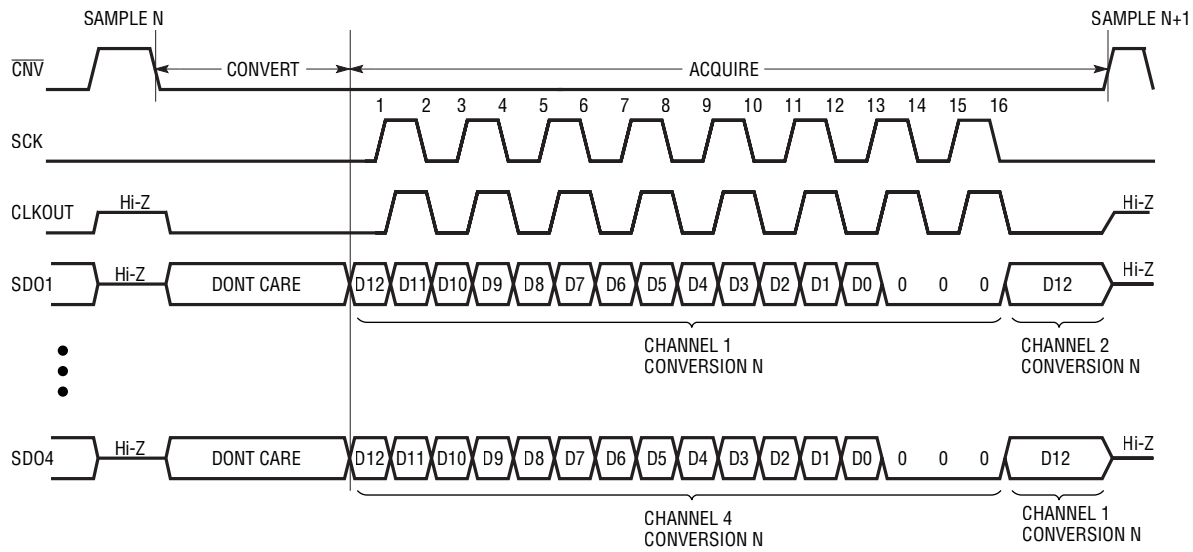 SAMPLE N
SAMPLE N+1
CNV
CONVERT
ACQUIRE
1 2 3 4 5 6 7 8 9 10 11 12 13 14 15 16
SCK
CLKOUT
Hi-Z
Hi-Z
SDO1
Hi-Z
DONT CARE
D12 D11 D10 D9 D8 D7 D6 D5 D4 D3 D2 D1 D0 0 0 0
D12
Hi-Z
CHANNEL 1
CONVERSION N
CHANNEL 2
CONVERSION N
SDO4
Hi-Z
DONT CARE
D12 D11 D10 D9 D8 D7 D6 D5 D4 D3 D2 D1 D0 0 0 0
D12
Hi-Z
CHANNEL 4
CONVERSION N
CHANNEL 1
CONVERSION N